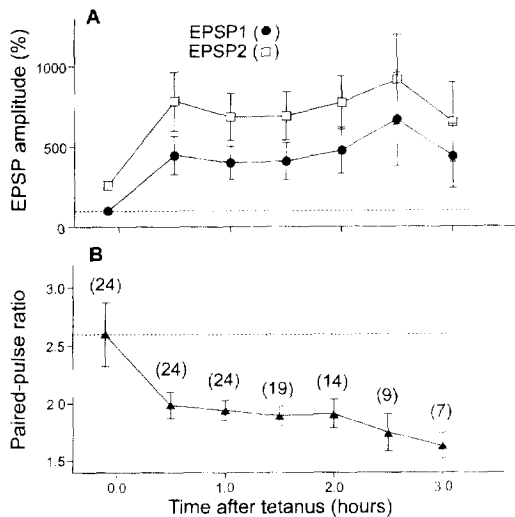 A
EPSP1 (●)
EPSP2 (□)
EPSP amplitude (%)
1000
500
0
B
Paired-pulse ratio
3.0
2.5
2.0
1.5
(24)
(24)
(24)
(19)
(14)
(9)
(7)
0.0
1.0
2.0
3.0
Time after tetanus (hours)